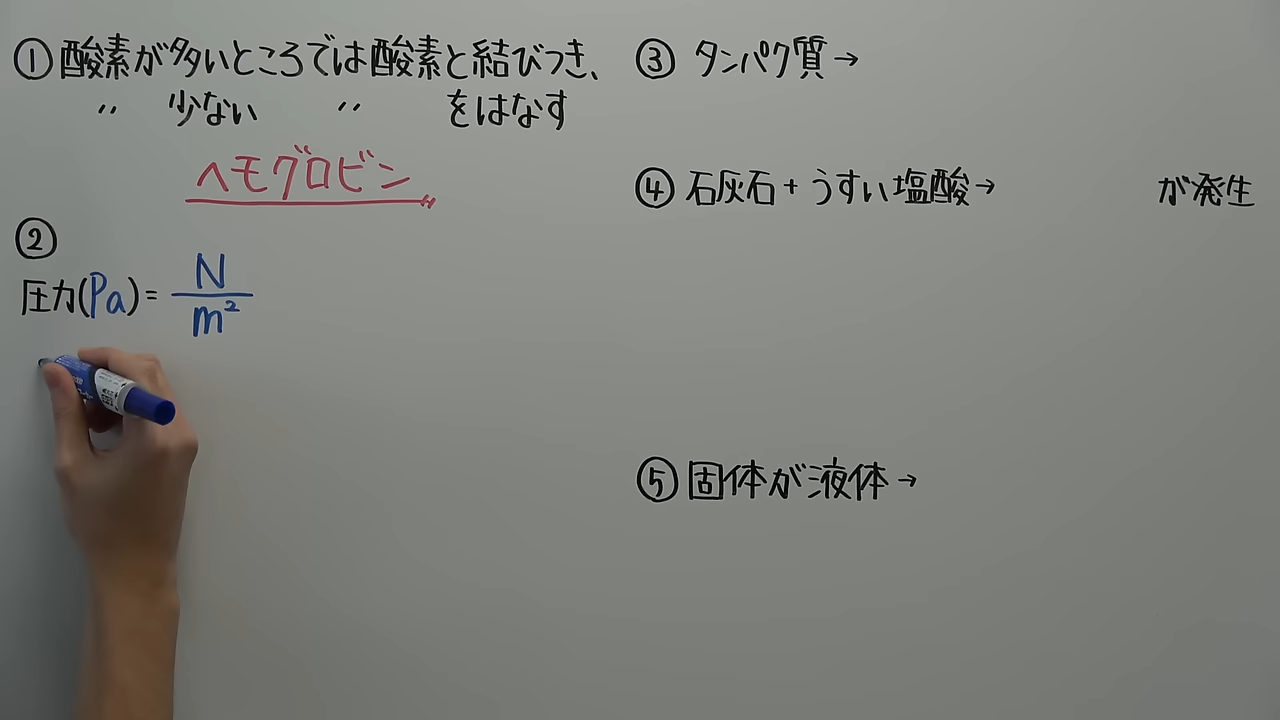 ① 酸素が多いところでは酸素と結びつき、
〃 少ない 〃 をはなす
ヘモグロビン
②
圧力(Pa) = N/m²
③ タンパク質→
④ 石灰石+うすい塩酸→ が発生
⑤ 固体が液体→